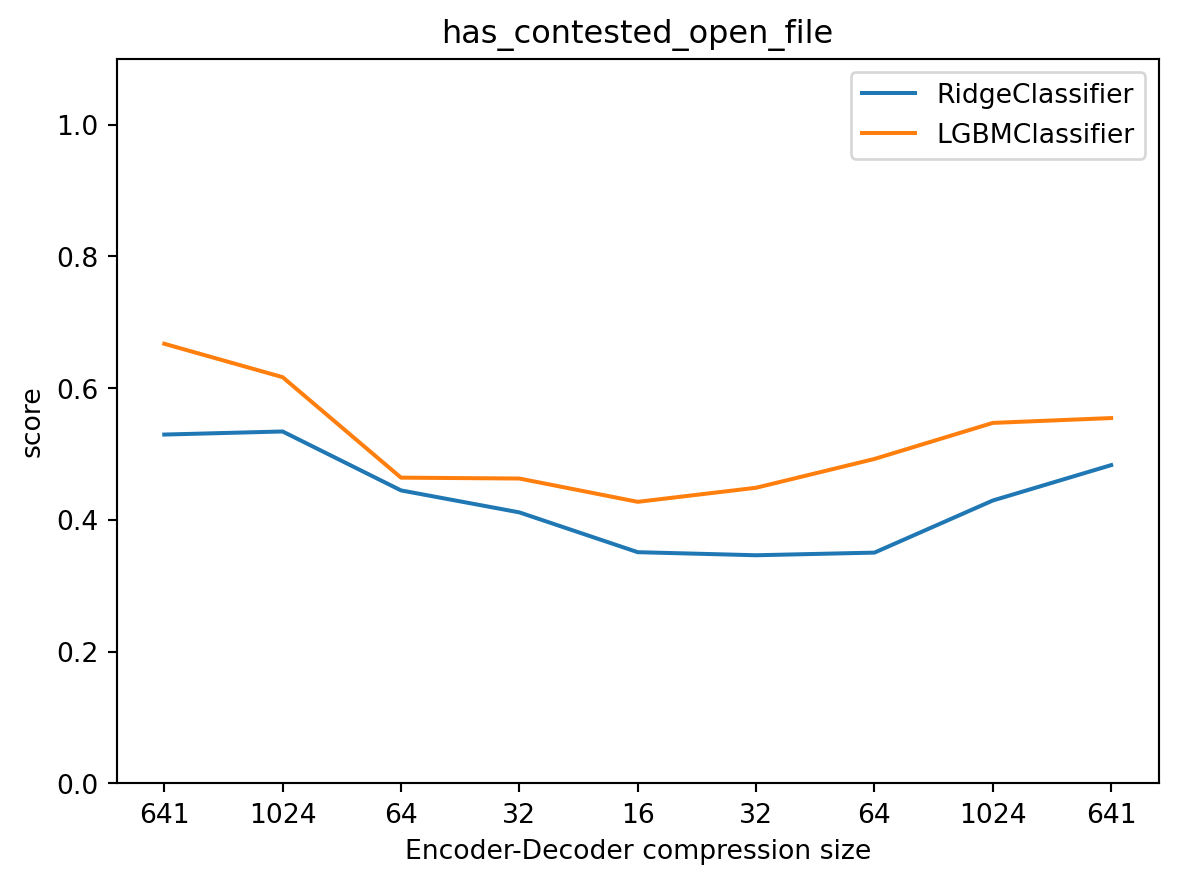 has_contested_open_file
RidgeClassifier
LGBMClassifier
1.0
0.8
0.6
0.4
0.2
0.0
score
641 1024 64 32 16 32 64 1024 641
Encoder-Decoder compression size